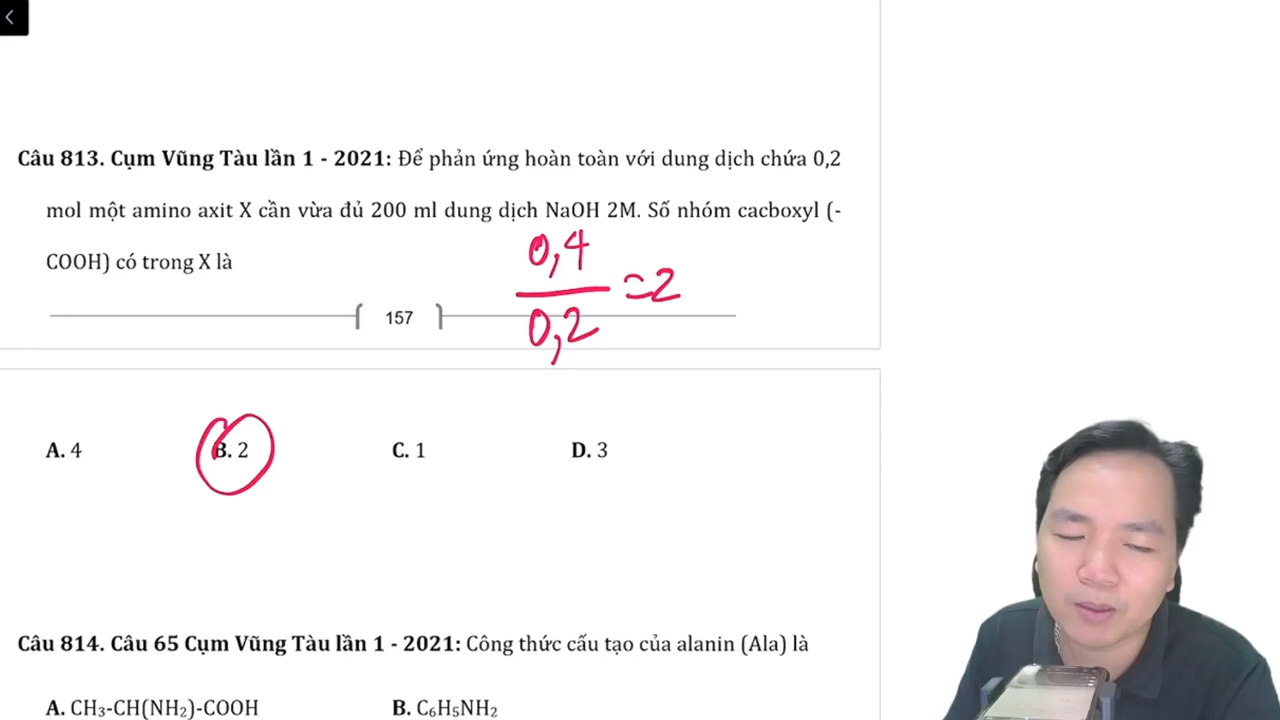 Câu 813. Cụm Vũng Tàu lần 1 - 2021: Để phản ứng hoàn toàn với dung dịch chứa 0,2
mol một amino axit X cần vừa đủ 200 ml dung dịch NaOH 2M. Số nhóm cacboxyl (-
COOH) có trong X là
0,4
0,2
=2
157
A. 4 B. 2 C. 1 D. 3
Câu 814. Câu 65 Cụm Vũng Tàu lần 1 - 2021: Công thức cấu tạo của alanin (Ala) là
A. CH₃-CH(NH₂)-COOH B. C₆H₅NH₂